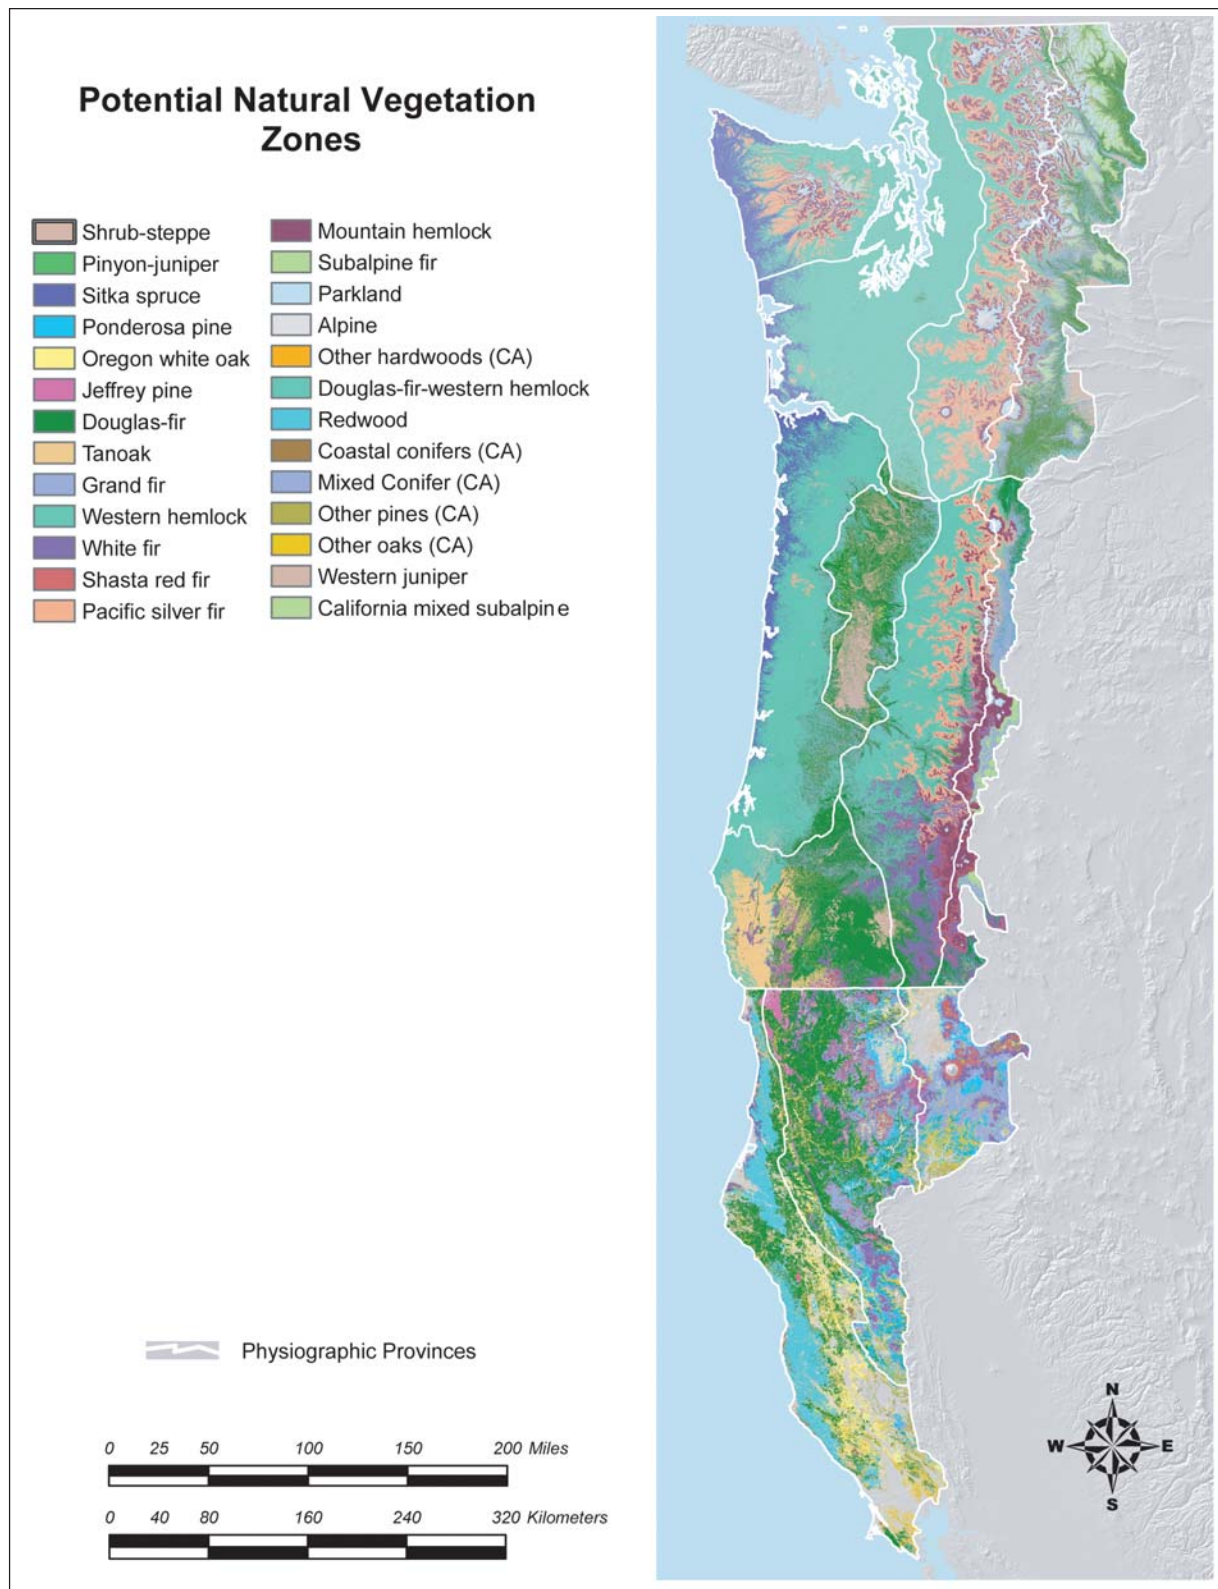 Potential Natural Vegetation
Zones
Shrub-steppe
Pinyon-juniper
Sitka spruce
Ponderosa pine
Oregon white oak
Jeffrey pine
Douglas-fir
Tanoak
Grand fir
Western hemlock
White fir
Shasta red fir
Pacific silver fir
Mountain hemlock
Subalpine fir
Parkland
Alpine
Other hardwoods (CA)
Douglas-fir-western hemlock
Redwood
Coastal conifers (CA)
Mixed Conifer (CA)
Other pines (CA)
Other oaks (CA)
Western juniper
California mixed subalpine
Physiographic Provinces
0 25 50 100 150 200 Miles
0 40 80 160 240 320 Kilometers
N
W E
S